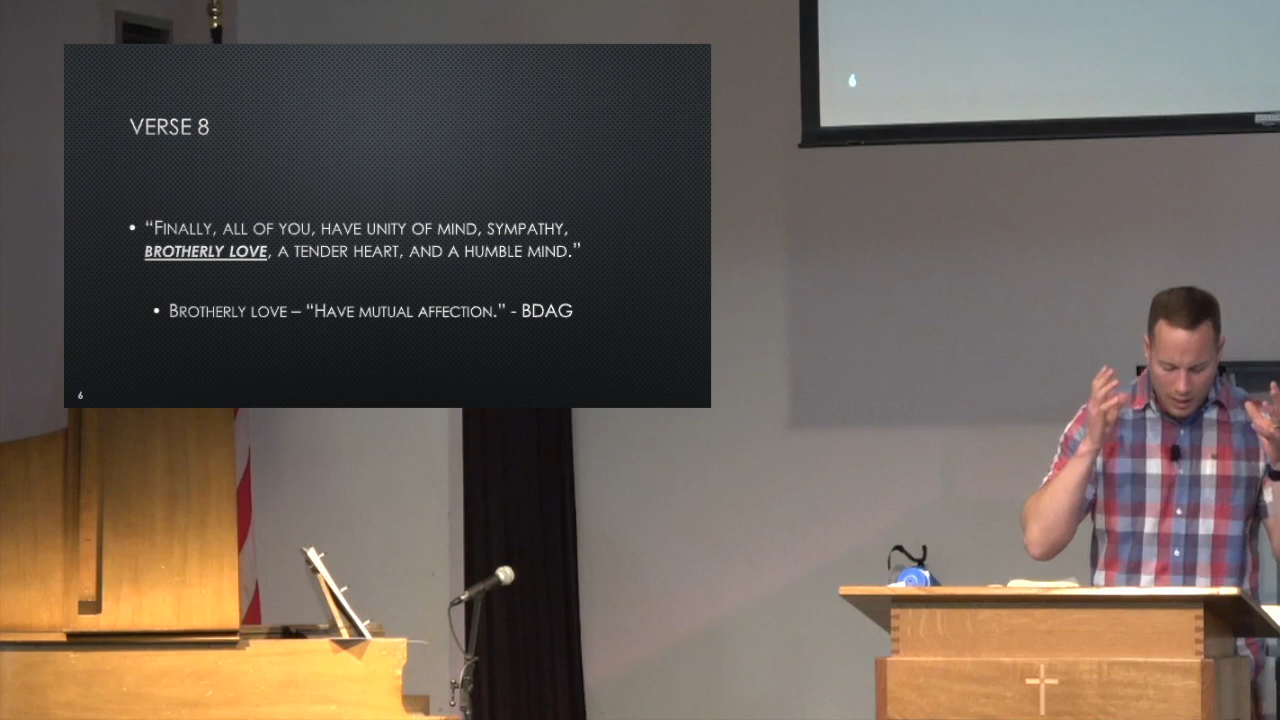 VERSE 8
• “FINALLY, ALL OF YOU, HAVE UNITY OF MIND, SYMPATHY,
BROTHERLY LOVE, A TENDER HEART, AND A HUMBLE MIND.”
• BROTHERLY LOVE – “HAVE MUTUAL AFFECTION.” - BDAG
6
6